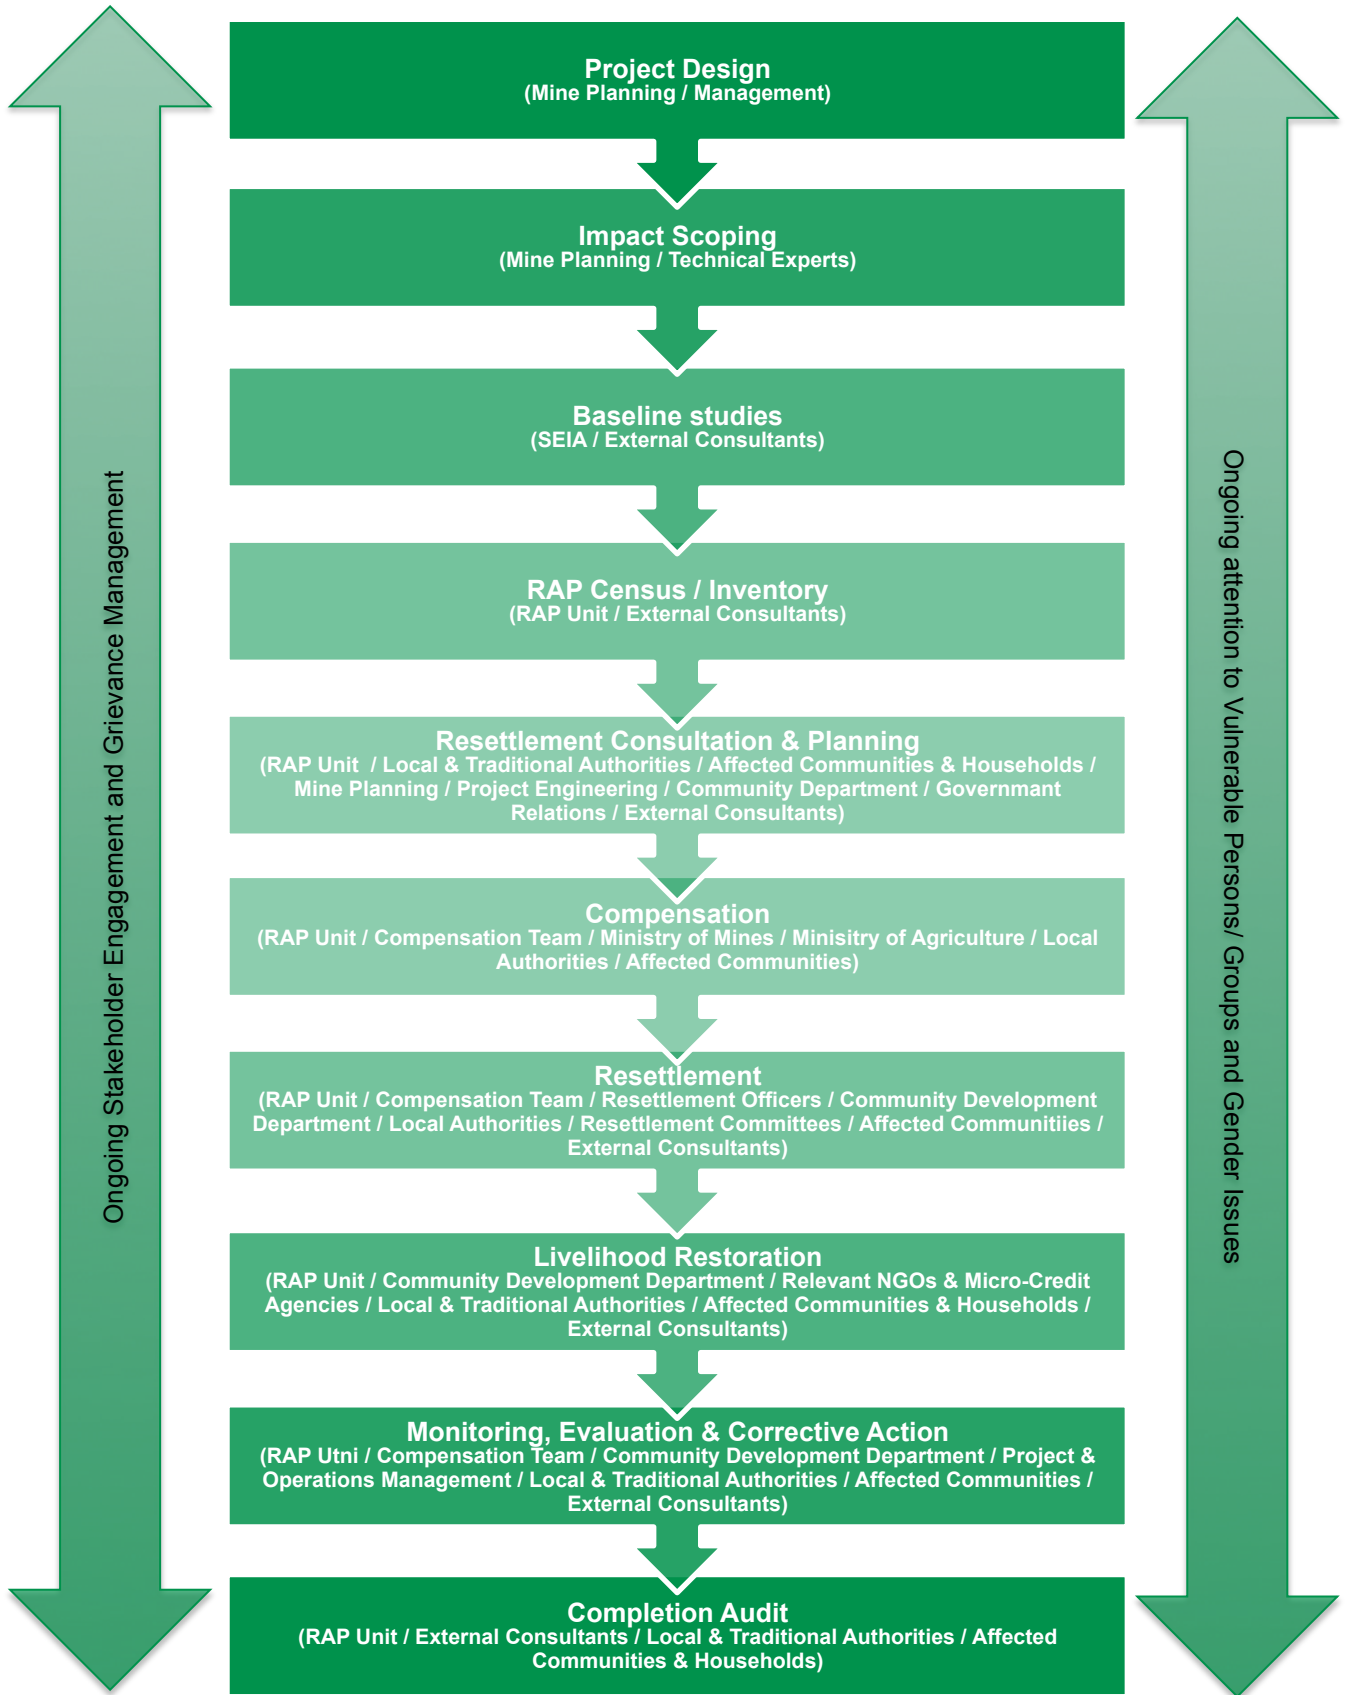 Project Design
(Mine Planning / Management)
Impact Scoping
(Mine Planning / Technical Experts)
Baseline studies
(SEIA / External Consultants)
RAP Census / Inventory
(RAP Unit / External Consultants)
Resettlement Consultation & Planning
(RAP Unit / Local & Traditional Authorities / Affected Communities & Households /
Mine Planning / Project Engineering / Community Department / Governmant
Relations / External Consultants)
Compensation
(RAP Unit / Compensation Team / Ministry of Mines / Minisitry of Agriculture / Local
Authorities / Affected Communities)
Resettlement
(RAP Unit / Compensation Team / Resettlement Officers / Community Development
Department / Local Authorities / Resettlement Committees / Affected Communitiies /
External Consultants)
Livelihood Restoration
(RAP Unit / Community Development Department / Relevant NGOs & Micro-Credit
Agencies / Local & Traditional Authorities / Affected Communities & Households /
External Consultants)
Monitoring, Evaluation & Corrective Action
(RAP Utni / Compensation Team / Community Development Department / Project &
Operations Management / Local & Traditional Authorities / Affected Communities /
External Consultants)
Completion Audit
(RAP Unit / External Consultants / Local & Traditional Authorities / Affected
Communities & Households)
Ongoing Stakeholder Engagement and Grievance Management
Ongoing attention to Vulnerable Persons/ Groups and Gender Issues